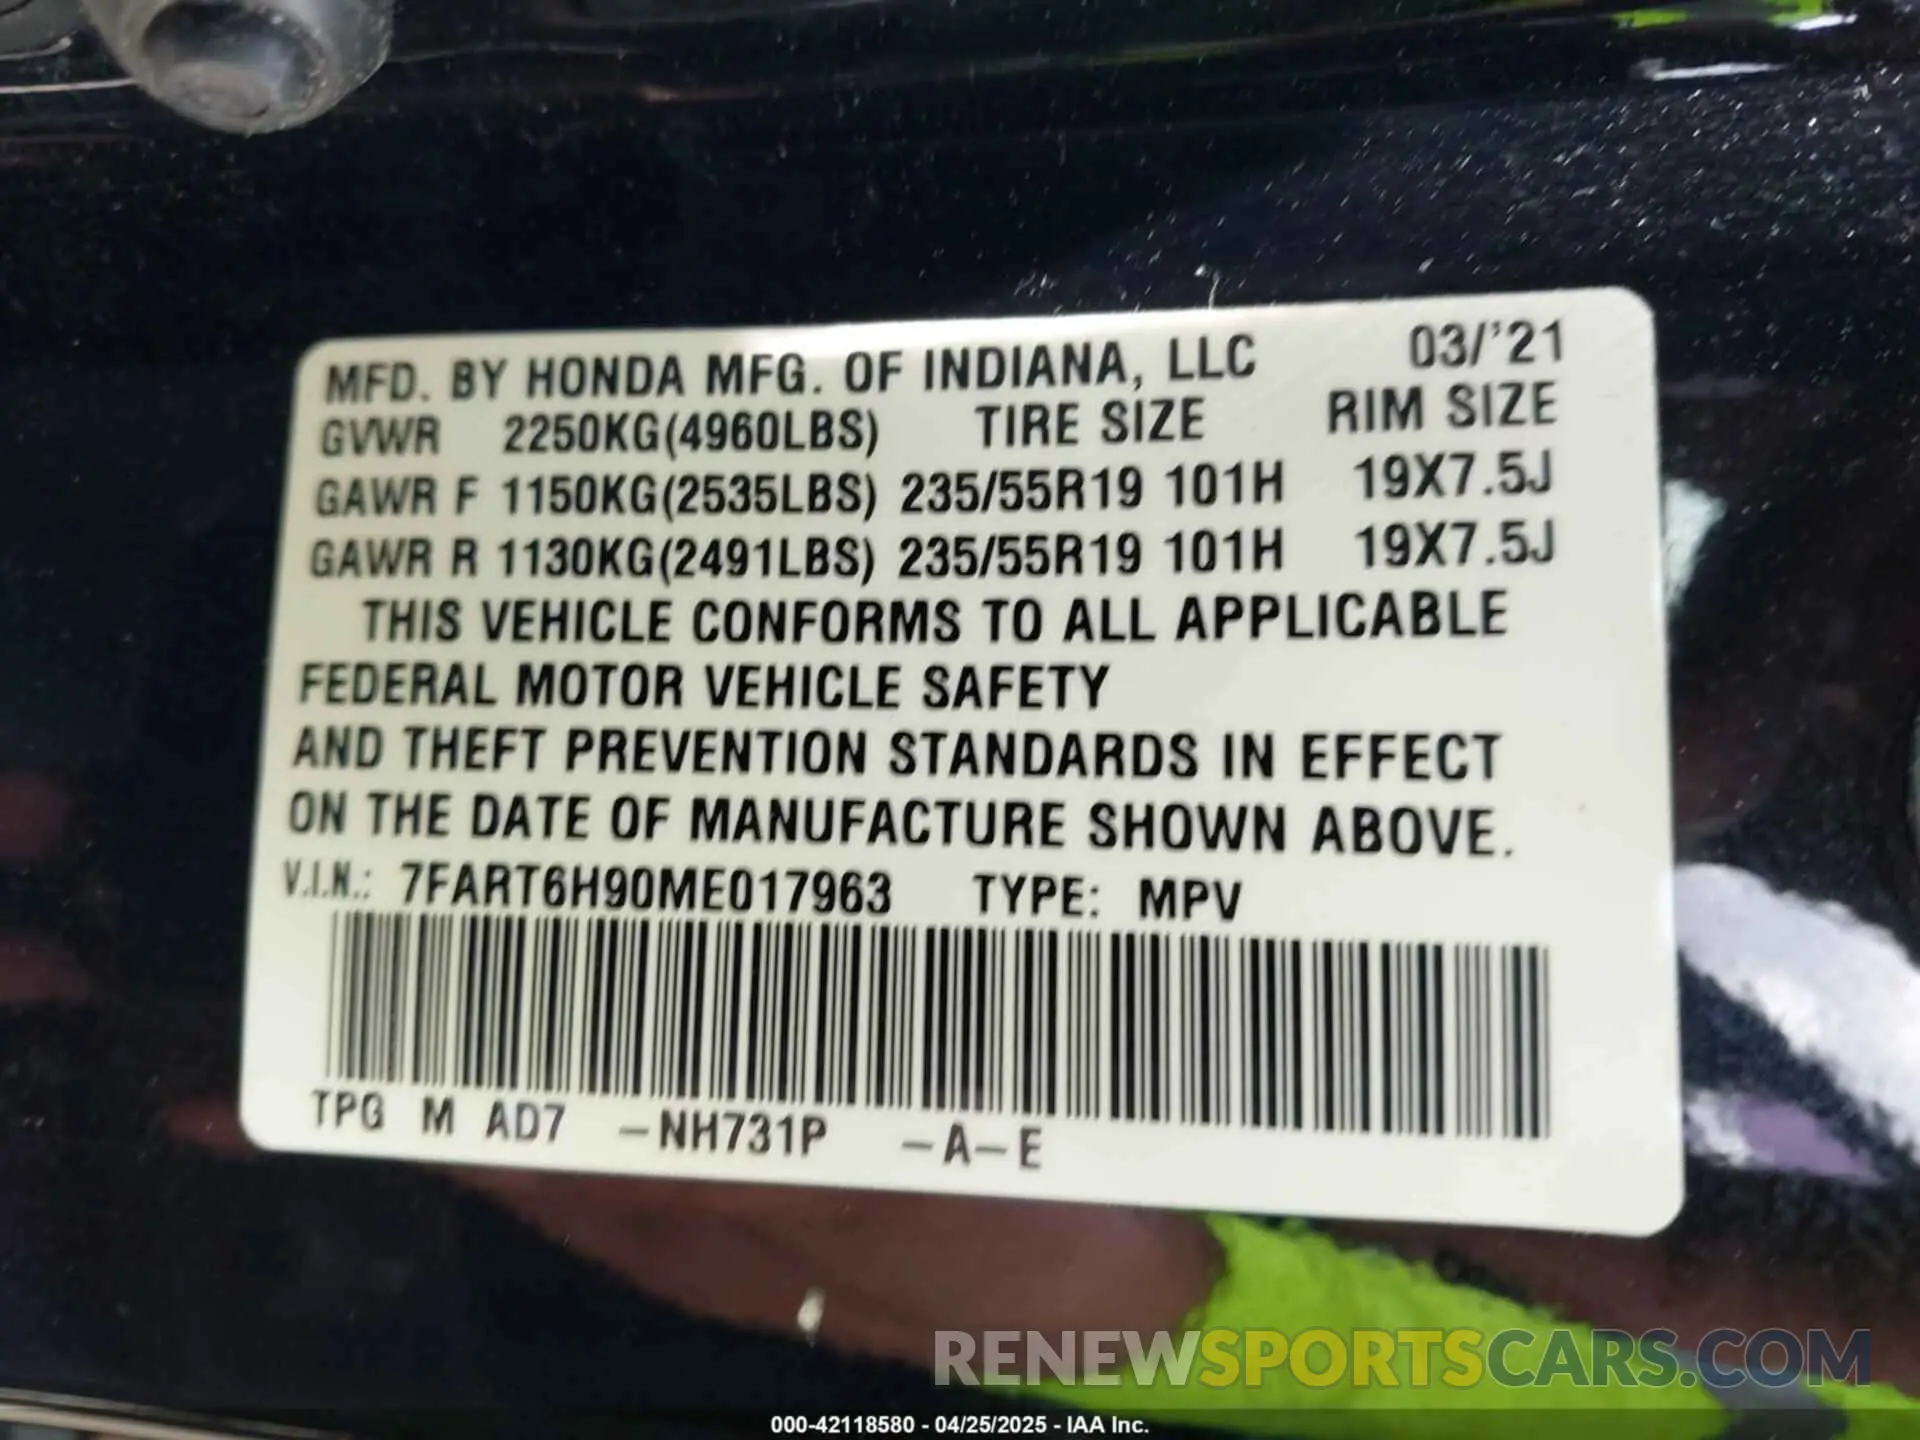 MFD. BY HONDA MFG. OF INDIANA, LLC 03/'21
GVWR 2250KG(4960LBS) TIRE SIZE RIM SIZE
GAWR F 1150KG(2535LBS) 235/55R19 101H 19X7.5J
GAWR R 1130KG(2491LBS) 235/55R19 101H 19X7.5J
THIS VEHICLE CONFORMS TO ALL APPLICABLE
FEDERAL MOTOR VEHICLE SAFETY
AND THEFT PREVENTION STANDARDS IN EFFECT
ON THE DATE OF MANUFACTURE SHOWN ABOVE.
V.I.N.: 7FART6H90ME017963 TYPE: MPV
TPG M AD7 -NH731P -A-E
RENEWSPORTSCARS.COM
000-42118580 - 04/25/2025 - IAA Inc.